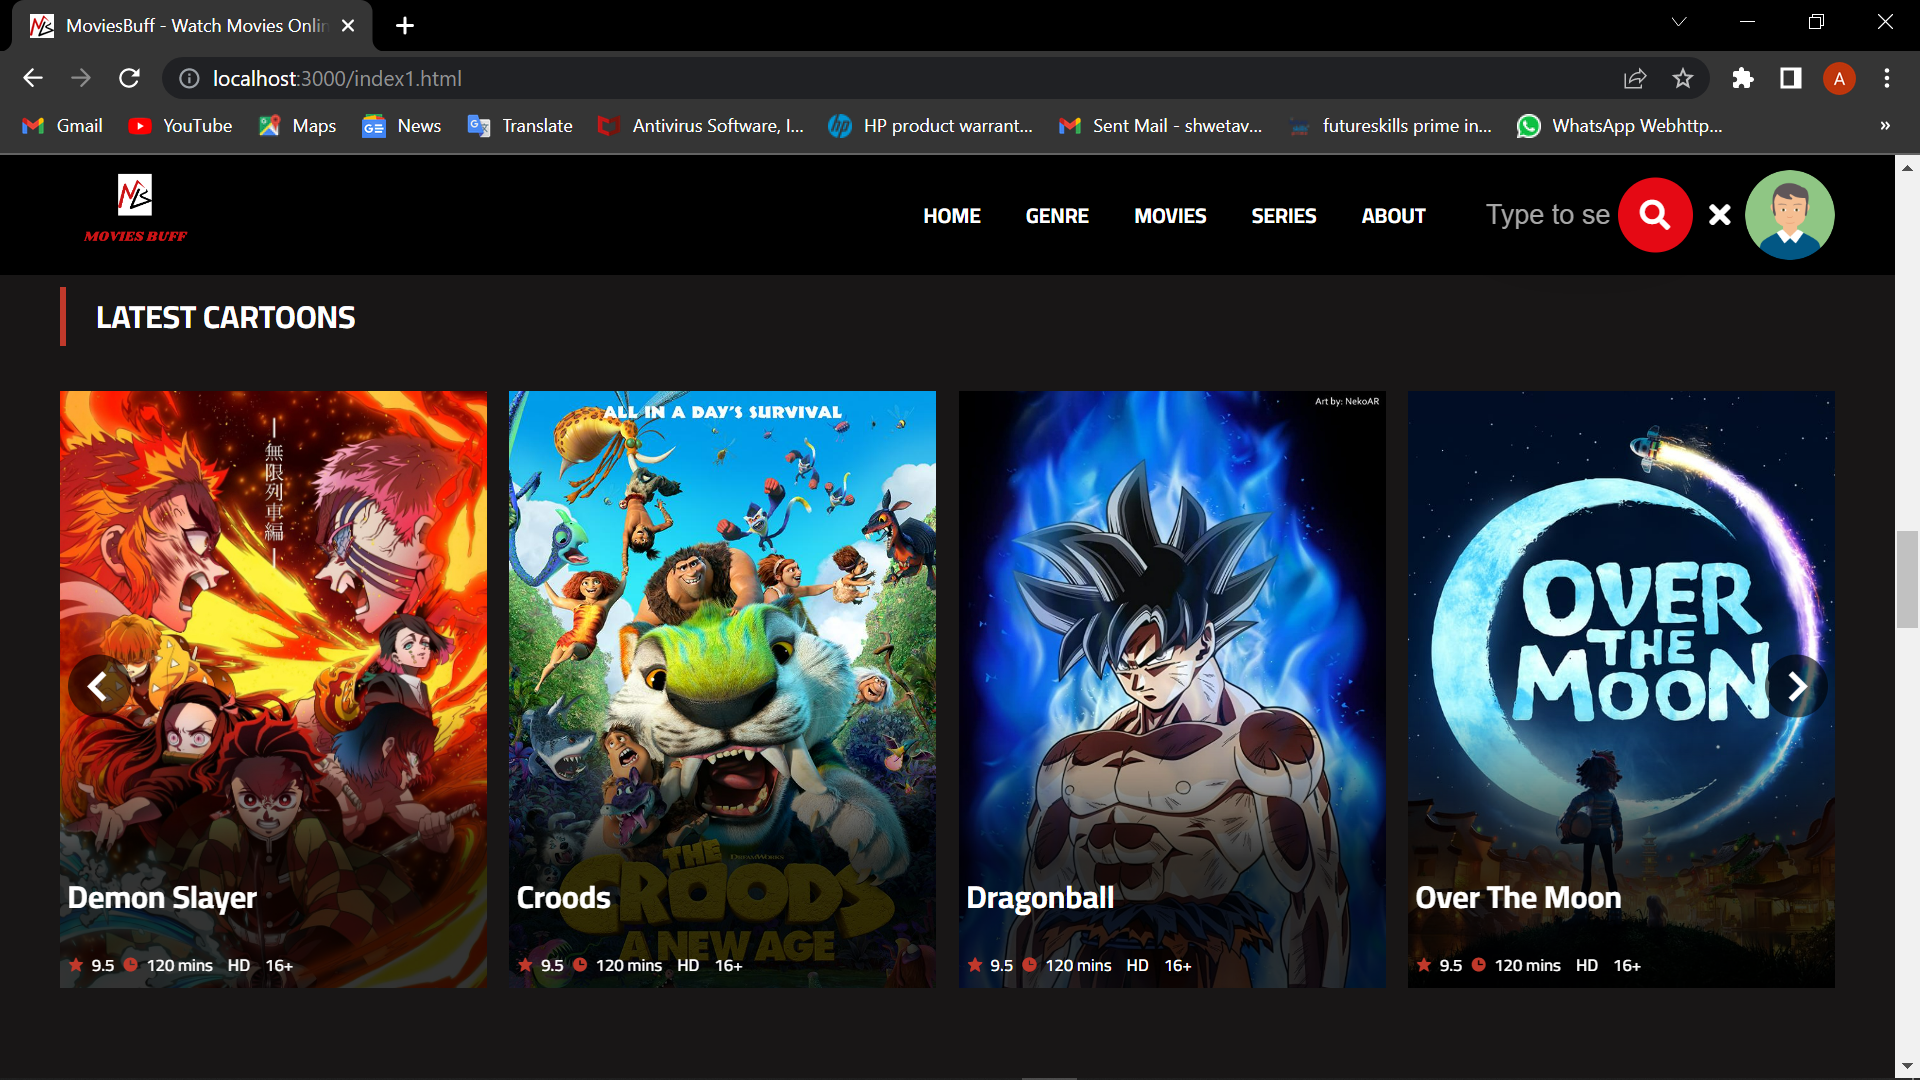 MoviesBuff - Watch Movies Onlin
localhost:3000/index1.html
A
Gmail
YouTube
Maps
News
Translate
Antivirus Software, I...
HP product warrant...
Sent Mail - shwetav...
futureskills prime in...
WhatsApp Webhttp...
»
MOVIES BUFF
HOME
GENRE
MOVIES
SERIES
ABOUT
Type to se
LATEST CARTOONS
無限列車編
Demon Slayer
9.5 120 mins HD 16+
ALL IN A DAY'S SURVIVAL
DREAMWORKS
THE
CROODS
A NEW AGE
Croods
9.5 120 mins HD 16+
Art by: NekoAR
Dragonball
9.5 120 mins HD 16+
OVER
THE
MOON
Over The Moon
9.5 120 mins HD 16+